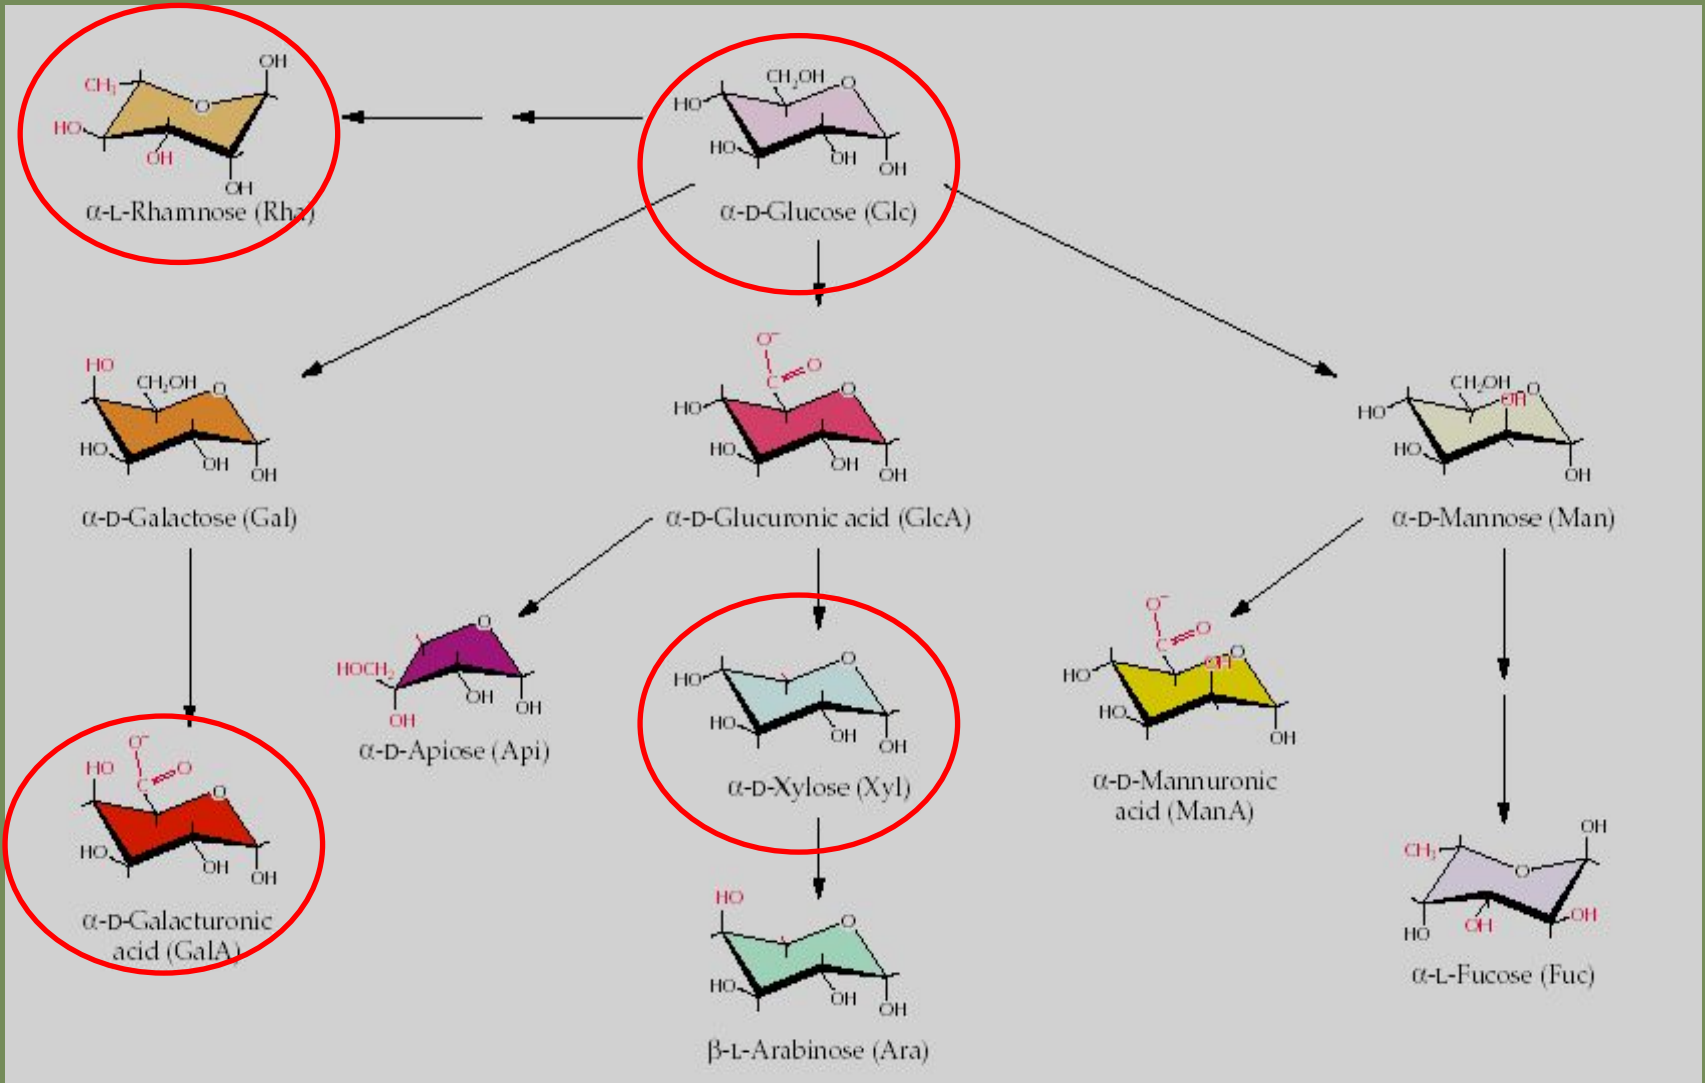 OH
CH₃
O
HO
OH
OH
α-L-Rhamnose (Rha)
CH₂OH
O
HO
HO
OH
OH
α-D-Glucose (Glc)
HO
CH₂OH
O
HO
OH
OH
α-D-Galactose (Gal)
O⁻
C
O
O
HO
HO
OH
OH
α-D-Glucuronic acid (GlcA)
CH₂OH
O
OH
HO
HO
OH
α-D-Mannose (Man)
O
HOCH₂
OH
OH
OH
α-D-Apiose (Api)
O
HO
HO
OH
OH
α-D-Xylose (Xyl)
O⁻
C
O
O
OH
HO
HO
OH
α-D-Mannuronic
acid (ManA)
O⁻
HO
C
O
O
HO
OH
OH
α-D-Galacturonic
acid (GalA)
OH
CH₃
O
OH
OH
HO
α-L-Fucose (Fuc)
HO
O
HO
OH
OH
β-L-Arabinose (Ara)